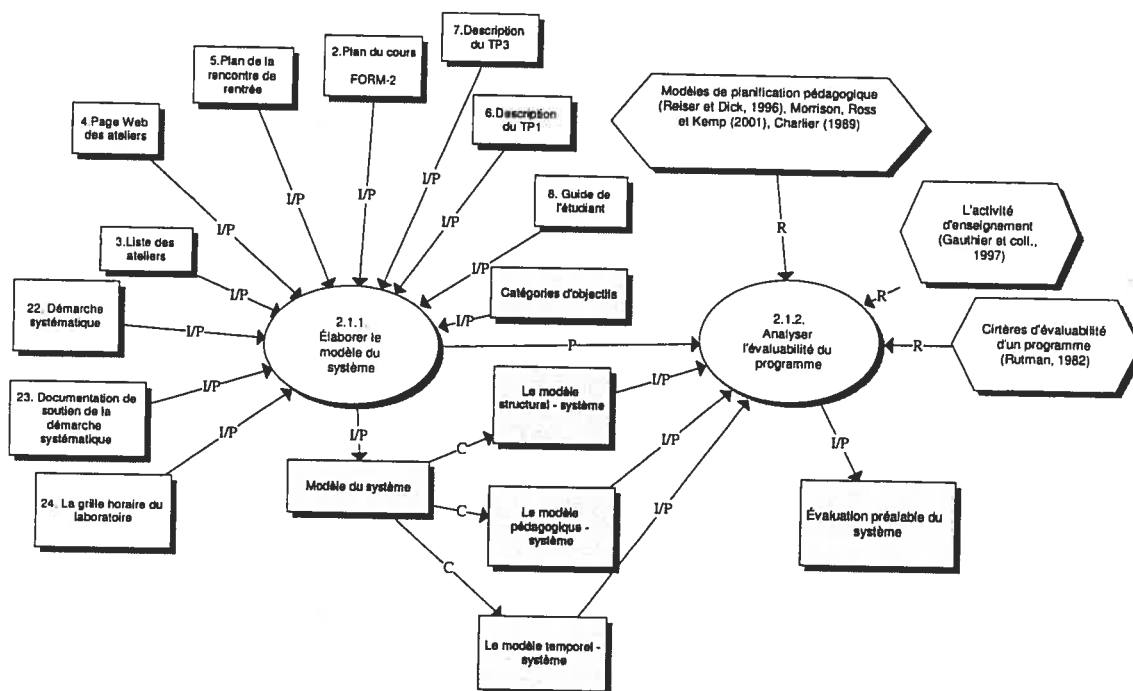 7.Description
du TP3
2.Plan du cours
FORM-2
5.Plan de la
rencontre de
rentrée
4.Page Web
des ateliers
6.Description
du TP1
Modèles de planification pédagogique
(Reiser et Dick, 1996), Morrison, Ross
et Kemp (2001), Charlier (1989)
8. Guide de
l'étudiant
L'activité
d'enseignement
(Gauthier et coll.,
1997)
3.Liste des
ateliers
Catégories d'objectifs
22. Démarche
systématique
2.1.1.
Élaborer le
modèle du
système
2.1.2.
Analyser
l'évaluabilité du
programme
Cirtères d'évaluabilité
d'un programme
(Rutman, 1982)
23. Documentation de
soutien de la
démarche
systématique
24. La grille horaire du
laboratoire
Le modèle
structural - système
Modèle du système
Le modèle
pédagogique -
système
Évaluation préalable du
système
Le modèle temporel -
système
I/P
I/P
I/P
I/P
I/P
I/P
I/P
I/P
I/P
I/P
I/P
I/P
P
R
R
R
I/P
I/P
I/P
I/P
C
C
C